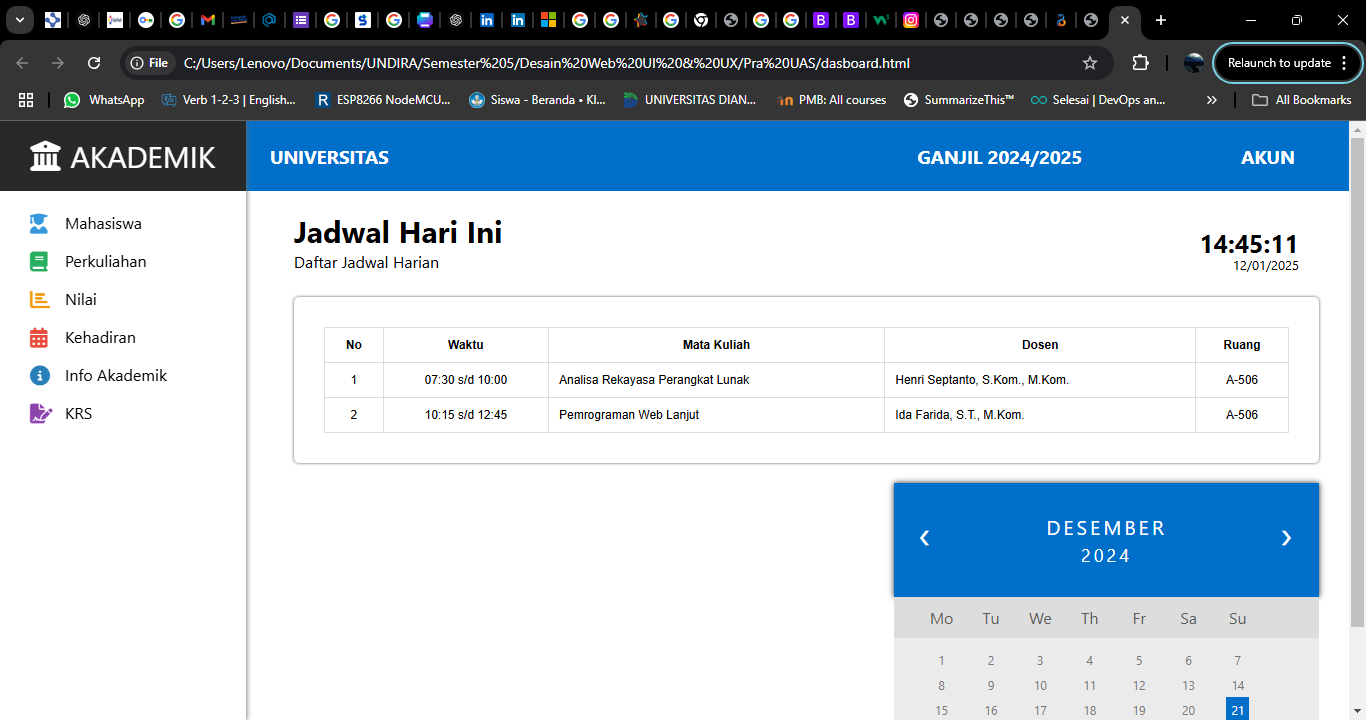 File C:/Users/Lenovo/Documents/UNDIRA/Semester%205/Desain%20Web%20UI%20&%20UX/Pra%20UAS/dasboard.html Relaunch to update
WhatsApp Verb 1-2-3 | English... ESP8266 NodeMCU... Siswa - Beranda • Kl... UNIVERSITAS DIAN... PMB: All courses SummarizeThis™ Selesai | DevOps an... » All Bookmarks
AKADEMIK UNIVERSITAS GANJIL 2024/2025 AKUN
Mahasiswa
Perkuliahan
Nilai
Kehadiran
Info Akademik
KRS
Jadwal Hari Ini
Daftar Jadwal Harian
14:45:11
12/01/2025
No Waktu Mata Kuliah Dosen Ruang
1 07:30 s/d 10:00 Analisa Rekayasa Perangkat Lunak Henri Septanto, S.Kom., M.Kom. A-506
2 10:15 s/d 12:45 Pemrograman Web Lanjut Ida Farida, S.T., M.Kom. A-506
❮ DESEMBER ❯
2024
Mo Tu We Th Fr Sa Su
1 2 3 4 5 6 7
8 9 10 11 12 13 14
15 16 17 18 19 20 21